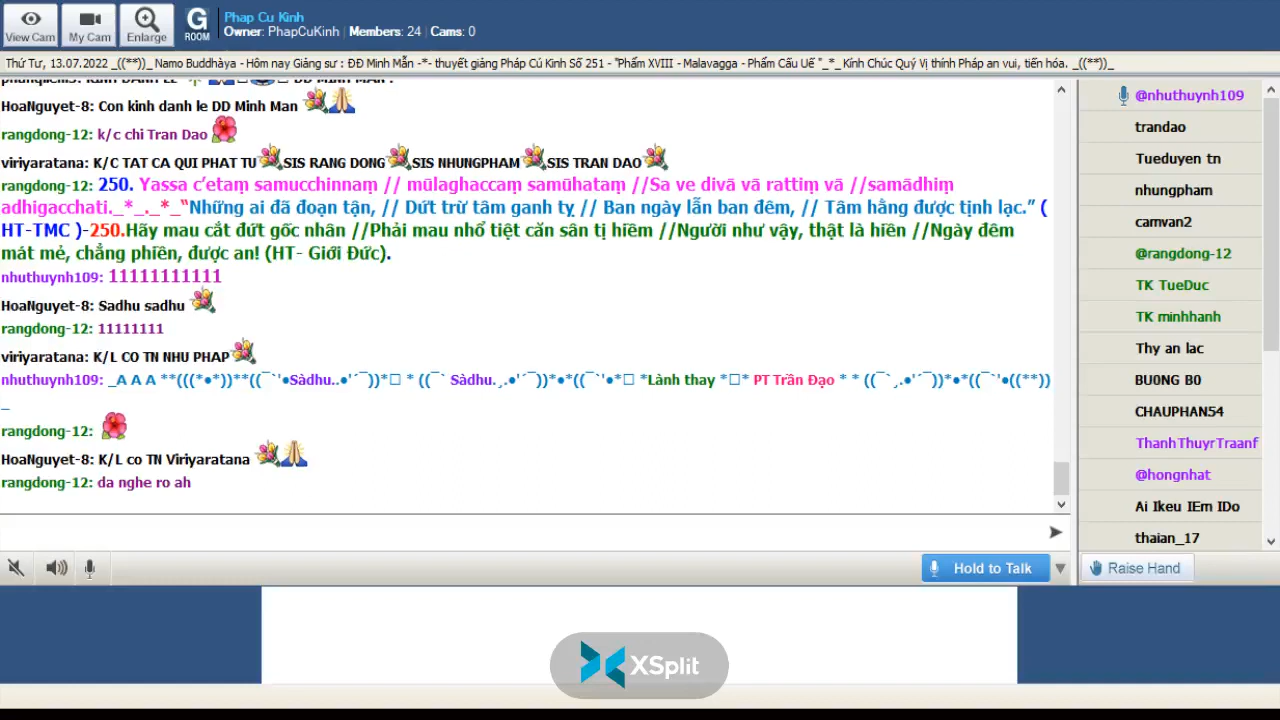 View Cam
My Cam
Enlarge
G
ROOM
Phap Cu Kinh
Owner: PhapCuKinh | Members: 24 | Cams: 0
Thứ Tư, 13.07.2022 _((**))_ Namo Buddhàya - Hôm nay Giảng sư : ĐĐ Minh Mẫn -*- thuyết giảng Pháp Cú Kinh Số 251 - "Phẩm XVIII - Malavagga - Phẩm Cấu Uế "_*_ Kính Chúc Quý Vị thính Pháp an vui, tiến hóa. _((**))_
HoaNguyet-8: Con kinh danh le DD Minh Man
rangdong-12: k/c chi Tran Dao
viriyaratana: K/C TAT CA QUI PHAT TU SIS RANG DONG SIS NHUNGPHAM SIS TRAN DAO
rangdong-12: 250. Yassa c’etaṃ samucchinnaṃ // mūlaghaccaṃ samūhataṃ //Sa ve divā vā rattiṃ vā //samādhiṃ
adhigacchati._*_._*_“Những ai đã đoạn tận, // Dứt trừ tâm ganh tỵ // Ban ngày lẫn ban đêm, // Tâm hằng được tịnh lạc.” (
HT-TMC )-250.Hãy mau cắt đứt gốc nhân //Phải mau nhổ tiệt căn sân tị hiềm //Người như vậy, thật là hiền //Ngày đêm
mát mẻ, chẳng phiền, được an! (HT- Giới Đức).
nhuthuynh109: 11111111111
HoaNguyet-8: Sadhu sadhu
rangdong-12: 11111111
viriyaratana: K/L CO TN NHU PHAP
nhuthuynh109: _A A A **(((*•*))**((¯`'•Sàdhu..•'´¯))*□ * ((¯` Sàdhu.¸.•'´¯))*•*((¯`'•*□ *Lành thay *□* PT Trần Đạo * * ((¯`¸.•'´¯))*•*((¯`'•((**))
_
rangdong-12:
HoaNguyet-8: K/L co TN Viriyaratana
rangdong-12: da nghe ro ah
@nhuthuynh109
trandao
Tueduyen tn
nhungpham
camvan2
@rangdong-12
TK TueDuc
TK minhhanh
Thy an lac
BU0NG B0
CHAUPHAN54
ThanhThuyrTraanf
@hongnhat
Ai Ikeu IEm IDo
thaian_17
Hold to Talk
Raise Hand
XSplit